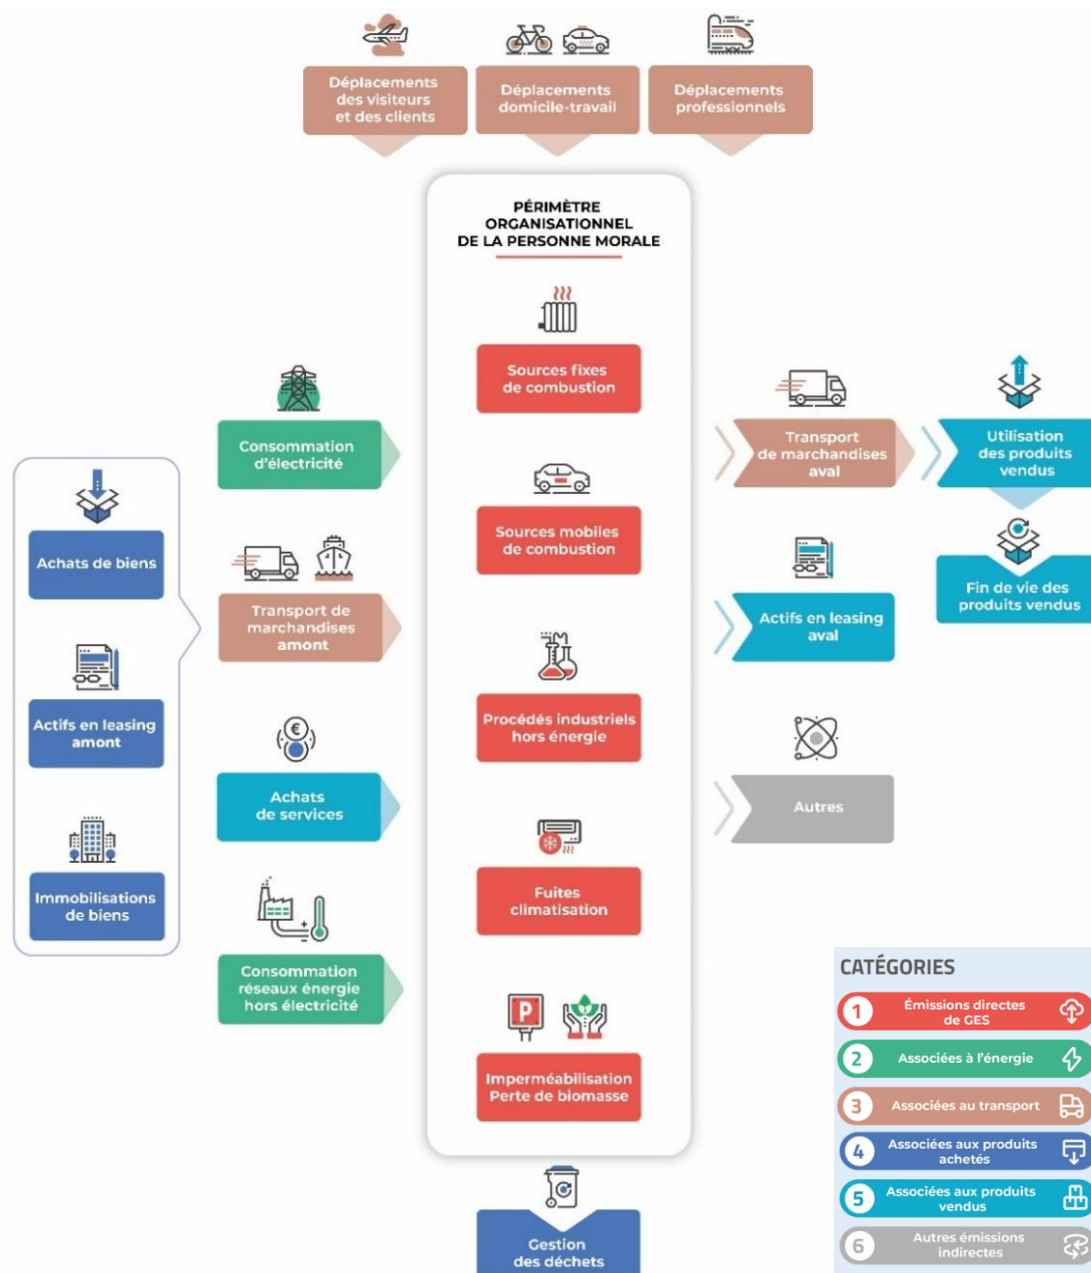 Déplacements
des visiteurs
et des clients
Déplacements
domicile-travail
Déplacements
professionnels
PÉRIMÈTRE
ORGANISATIONNEL
DE LA PERSONNE MORALE
Sources fixes
de combustion
Sources mobiles
de combustion
Procédés industriels
hors énergie
Fuites
climatisation
P
Imperméabilisation
Perte de biomasse
Achats de biens
Actifs en leasing
amont
Immobilisations
de biens
Consommation
d'électricité
Transport de
marchandises
amont
€
Achats
de services
Consommation
réseaux énergie
hors électricité
Transport
de marchandises
aval
Utilisation
des produits
vendus
Actifs en leasing
aval
Fin de vie des
produits vendus
Autres
Gestion
des déchets
CATÉGORIES
1 Émissions directes
de GES
2 Associées à l'énergie
3 Associées au transport
4 Associées aux produits
achetés
5 Associées aux produits
vendus
6 Autres émissions
indirectes